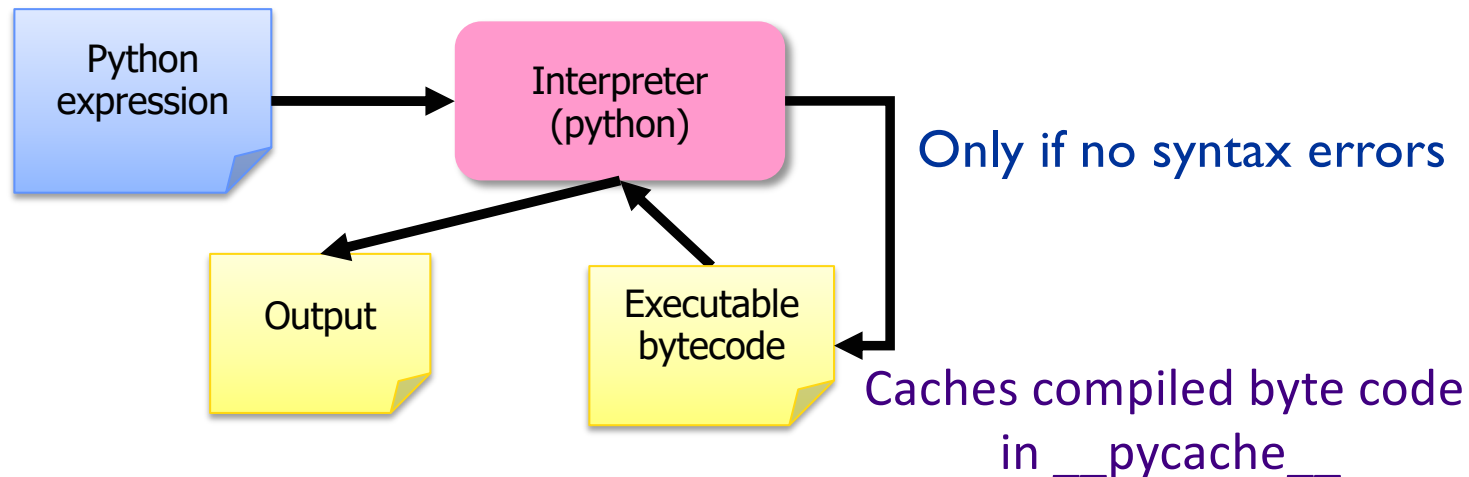 Python
expression
Interpreter
(python)
Only if no syntax errors
Output
Executable
bytecode
Caches compiled byte code
in __pycache__